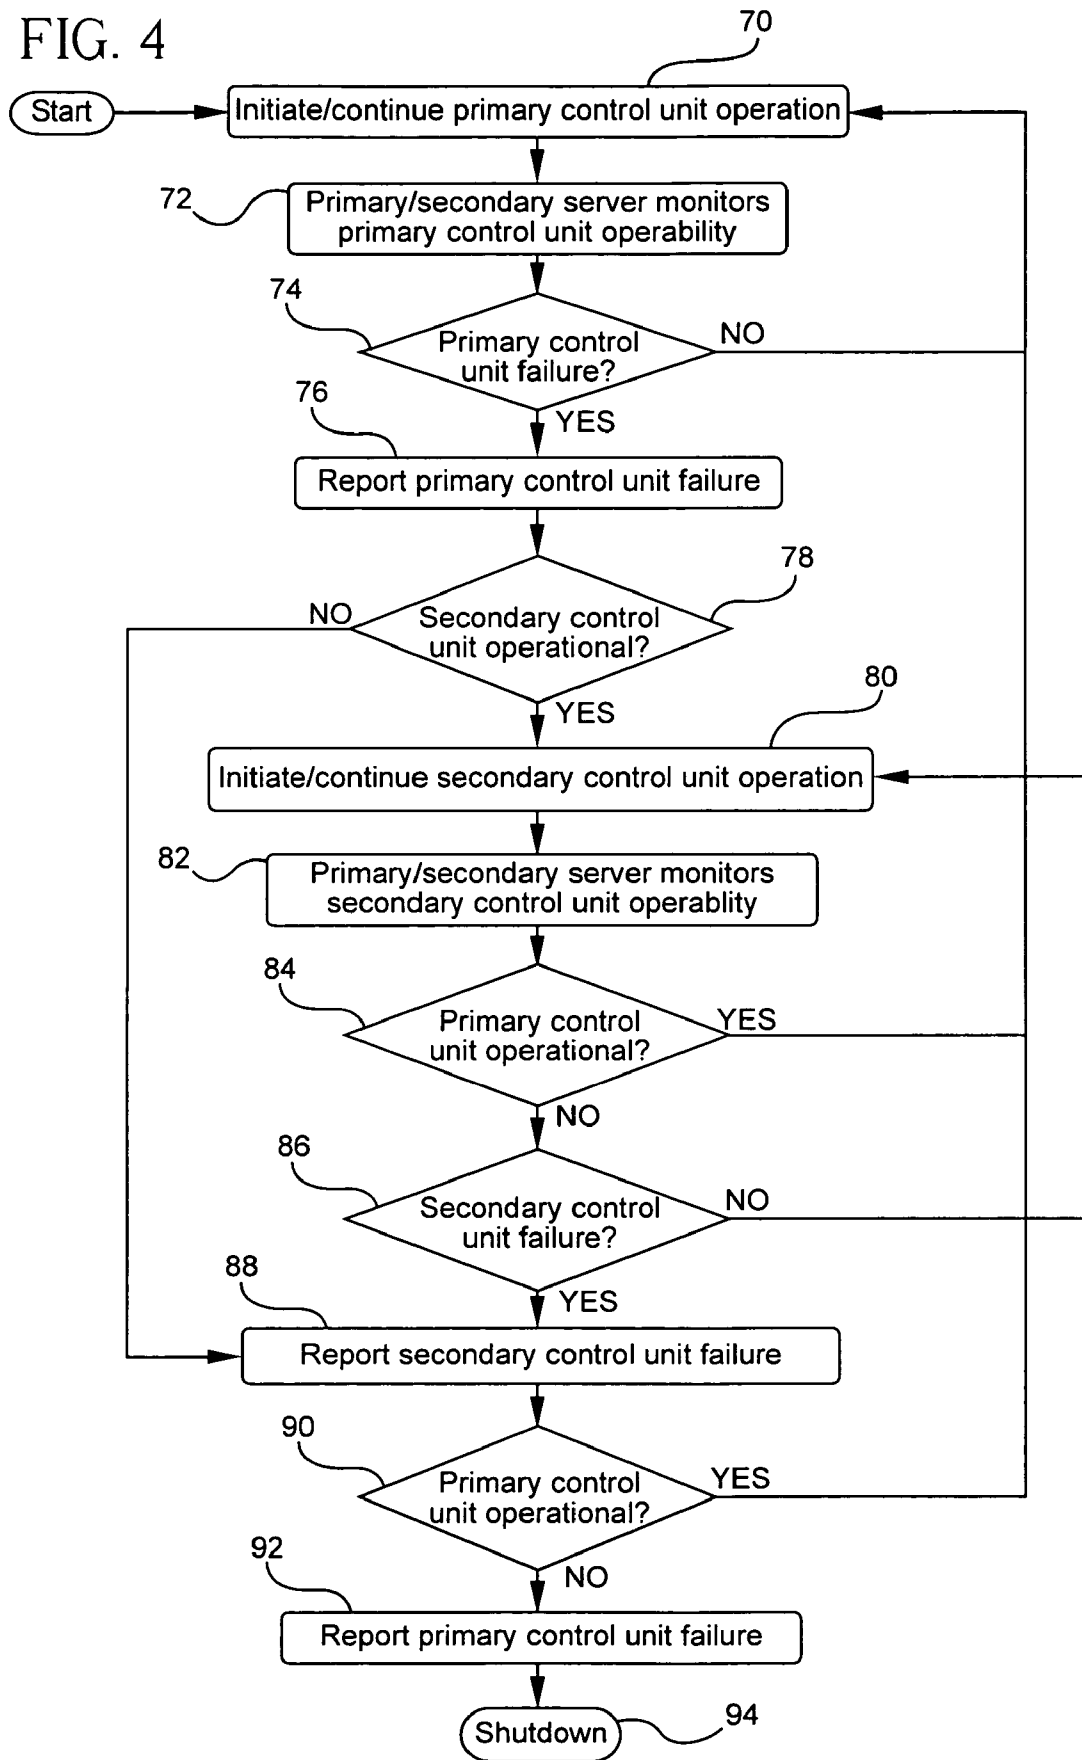 FIG. 4
70
Start
Initiate/continue primary control unit operation
72
Primary/secondary server monitors
primary control unit operability
74
Primary control
unit failure?
NO
YES
76
Report primary control unit failure
78
Secondary control
unit operational?
NO
YES
80
Initiate/continue secondary control unit operation
82
Primary/secondary server monitors
secondary control unit operablity
84
Primary control
unit operational?
YES
NO
86
Secondary control
unit failure?
NO
YES
88
Report secondary control unit failure
90
Primary control
unit operational?
YES
NO
92
Report primary control unit failure
Shutdown
94